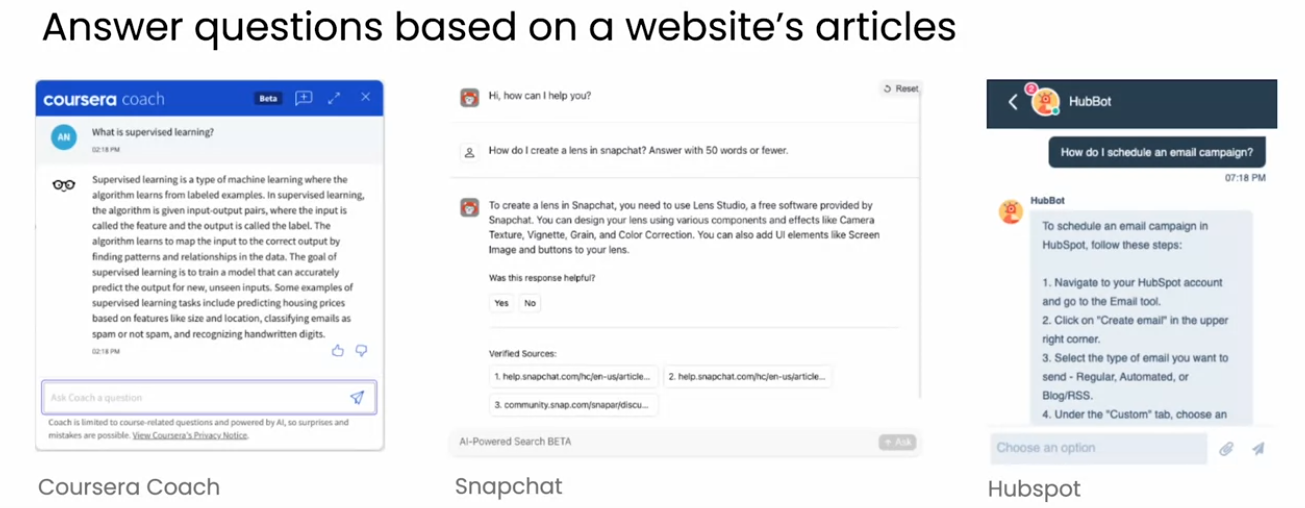 Answer questions based on a website's articles
coursera coach
Beta
AN
What is supervised learning?
02:18 PM
Supervised learning is a type of machine learning where the
algorithm learns from labeled examples. In supervised learning,
the algorithm is given input-output pairs, where the input is
called the feature and the output is called the label. The
algorithm learns to map the input to the correct output by
finding patterns and relationships in the data. The goal of
supervised learning is to train a model that can accurately
predict the output for new, unseen inputs. Some examples of
supervised learning tasks include predicting housing prices
based on features like size and location, classifying emails as
spam or not spam, and recognizing handwritten digits.
02:18 PM
Ask Coach a question
Coach is limited to course-related questions and powered by AI, so surprises and
mistakes are possible. View Coursera's Privacy Notice.
Coursera Coach
Reset
Hi, how can I help you?
How do I create a lens in snapchat? Answer with 50 words or fewer.
To create a lens in Snapchat, you need to use Lens Studio, a free software provided by
Snapchat. You can design your lens using various components and effects like Camera
Texture, Vignette, Grain, and Color Correction. You can also add UI elements like Screen
Image and buttons to your lens.
Was this response helpful?
Yes No
Verified Sources:
1. help.snapchat.com/hc/en-us/article... 2. help.snapchat.com/hc/en-us/article...
3. community.snap.com/snapar/discu...
AI-Powered Search BETA
+ Ask
Snapchat
2
HubBot
How do I schedule an email campaign?
07:18 PM
HubBot
To schedule an email campaign in
HubSpot, follow these steps:
1. Navigate to your HubSpot account
and go to the Email tool.
2. Click on "Create email" in the upper
right corner.
3. Select the type of email you want to
send - Regular, Automated, or
Blog/RSS.
4. Under the "Custom" tab, choose an
Choose an option
Hubspot